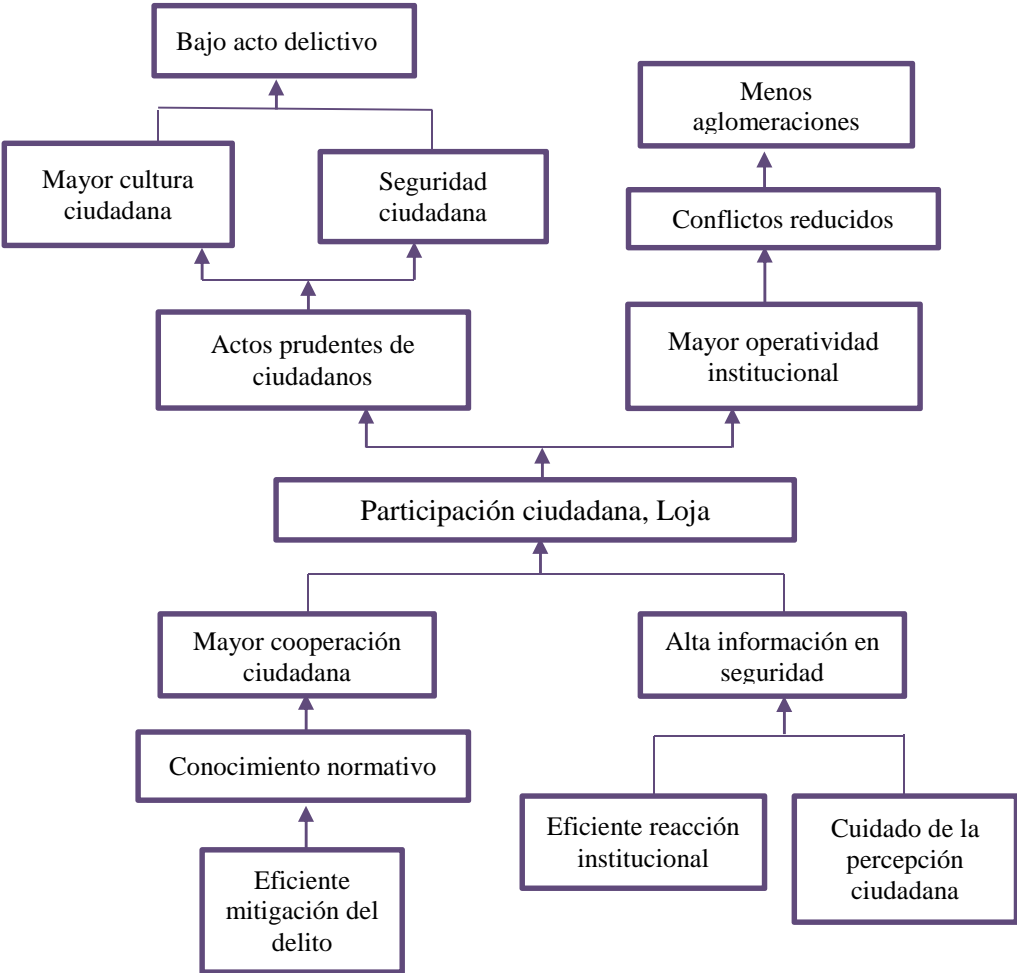 Bajo acto delictivo
Menos
aglomeraciones
Mayor cultura
ciudadana
Seguridad
ciudadana
Conflictos reducidos
Actos prudentes de
ciudadanos
Mayor operatividad
institucional
Participación ciudadana, Loja
Mayor cooperación
ciudadana
Alta información en
seguridad
Conocimiento normativo
Eficiente reacción
institucional
Cuidado de la
percepción
ciudadana
Eficiente
mitigación del
delito